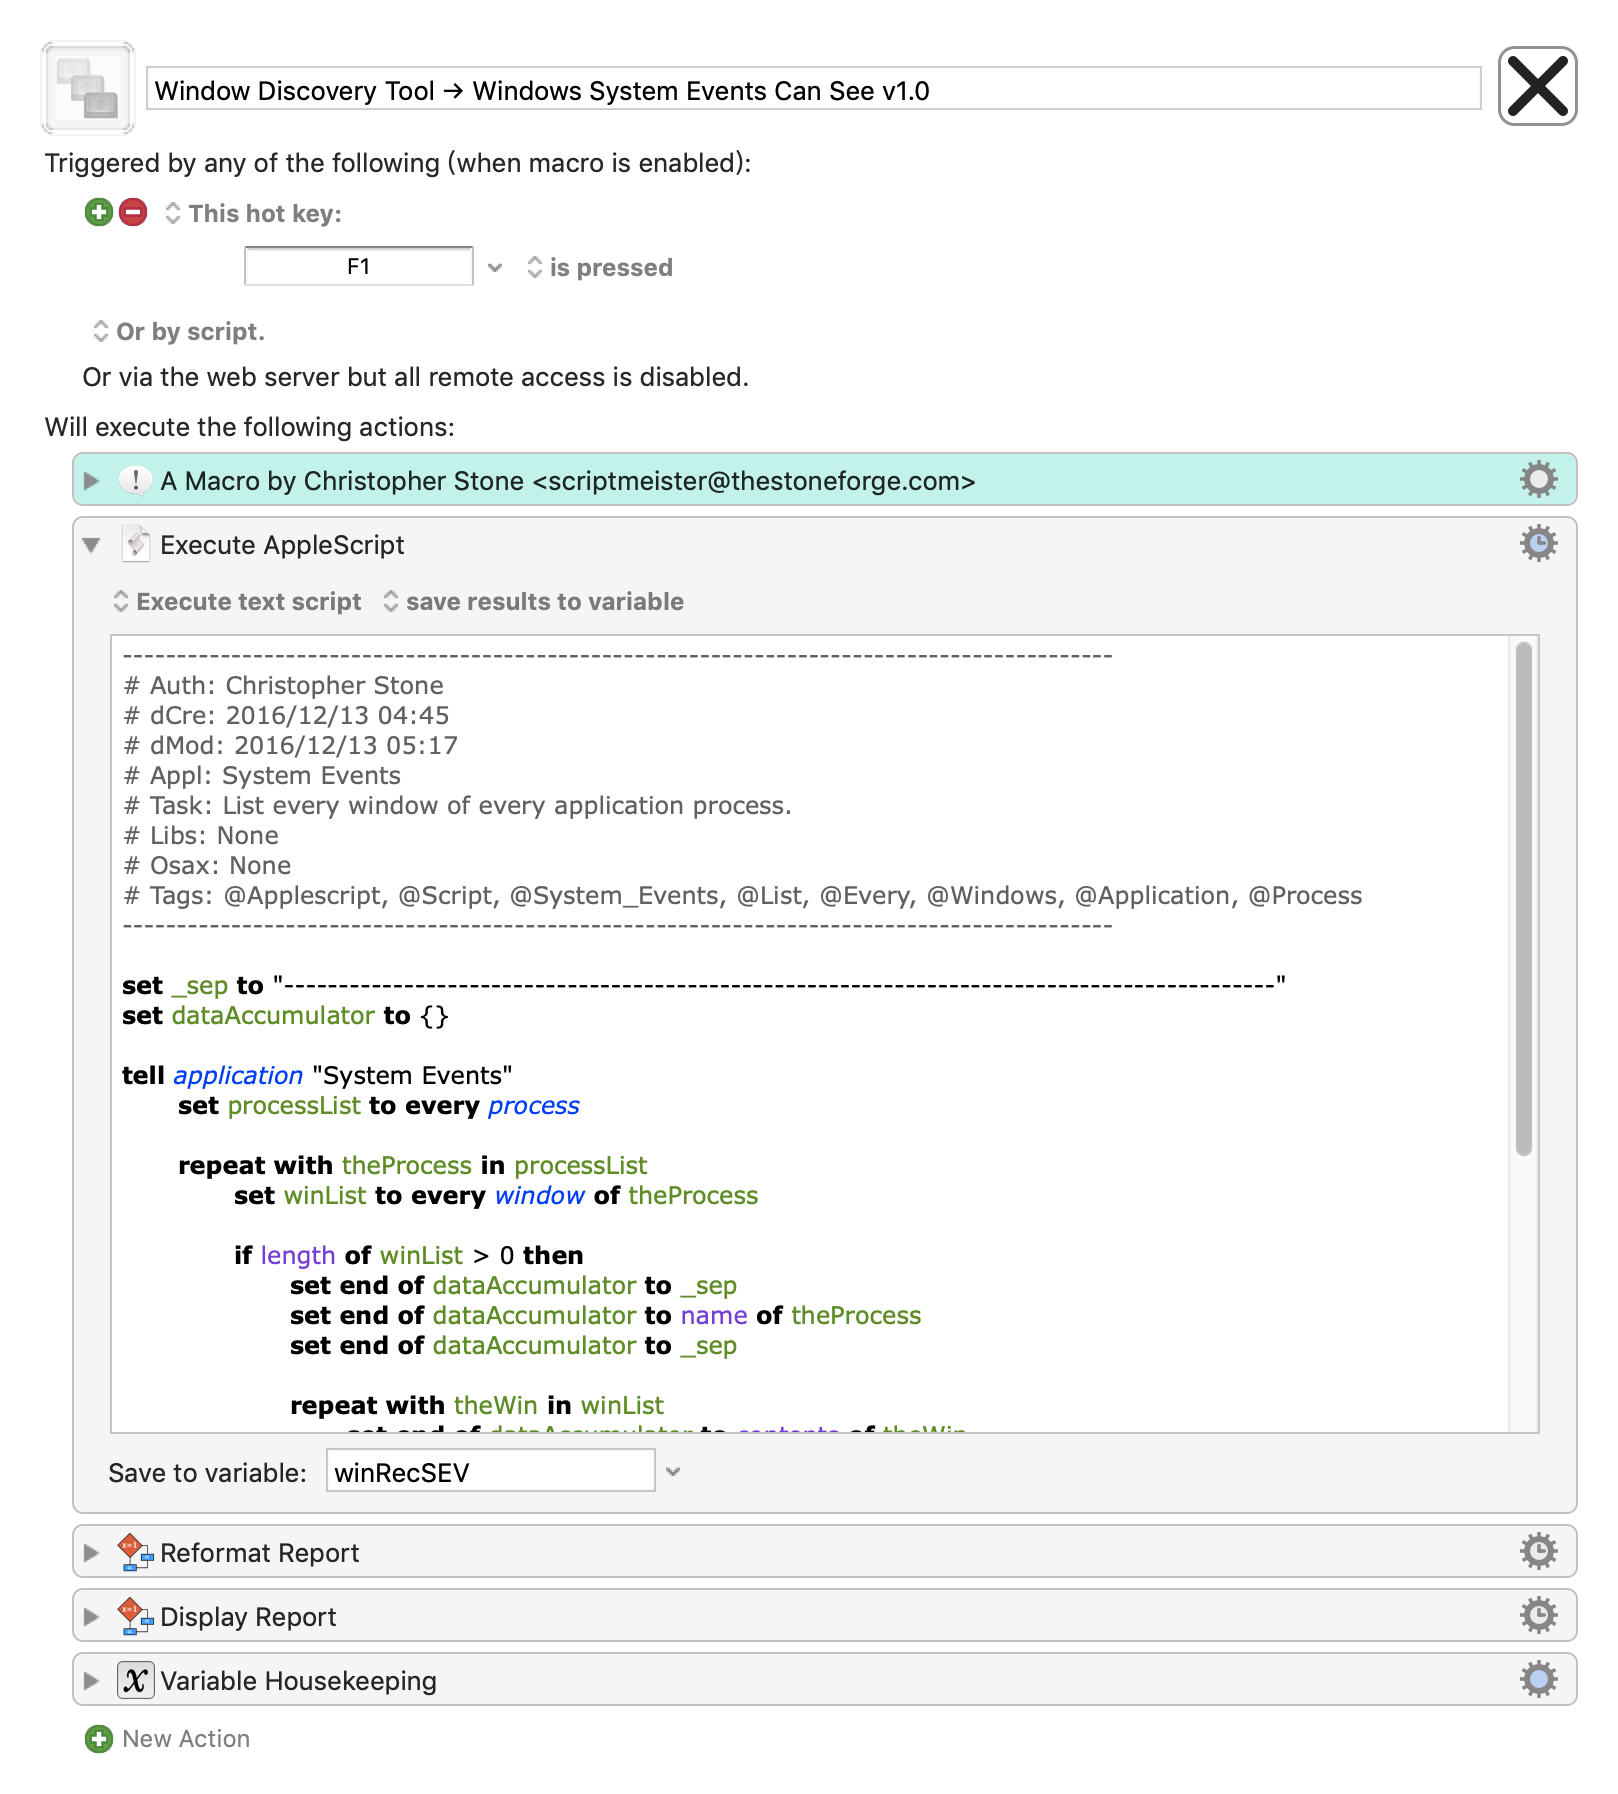 Window Discovery Tool → Windows System Events Can See v1.0
Triggered by any of the following (when macro is enabled):
This hot key:
F1
is pressed
Or by script.
Or via the web server but all remote access is disabled.
Will execute the following actions:
A Macro by Christopher Stone <scriptmeister@thestoneforge.com>
Execute AppleScript
Execute text script save results to variable
------------------------------------------------------------------------------------------
# Auth: Christopher Stone
# dCre: 2016/12/13 04:45
# dMod: 2016/12/13 05:17
# Appl: System Events
# Task: List every window of every application process.
# Libs: None
# Osax: None
# Tags: @Applescript, @Script, @System_Events, @List, @Every, @Windows, @Application, @Process
------------------------------------------------------------------------------------------
set _sep to "------------------------------------------------------------------------------------------"
set dataAccumulator to {}
tell application "System Events"
set processList to every process
repeat with theProcess in processList
set winList to every window of theProcess
if length of winList > 0 then
set end of dataAccumulator to _sep
set end of dataAccumulator to name of theProcess
set end of dataAccumulator to _sep
repeat with theWin in winList
set end of dataAccumulator to contents of theWin
Save to variable: winRecSEV
Reformat Report
Display Report
Variable Housekeeping
New Action